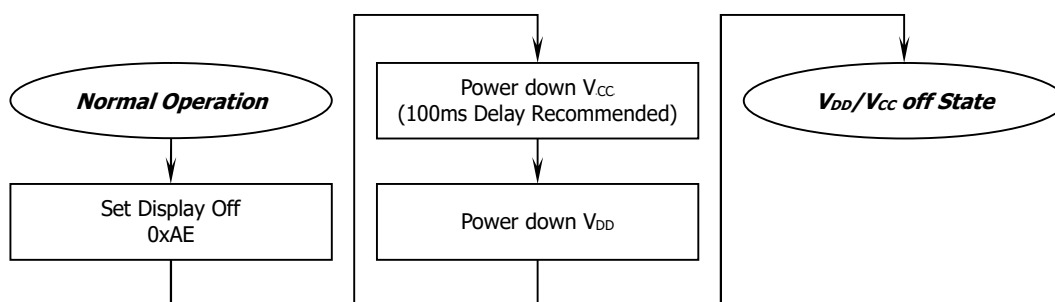 Normal Operation
Set Display Off
0xAE
Power down VCC
(100ms Delay Recommended)
Power down VDD
VDD/VCC off State